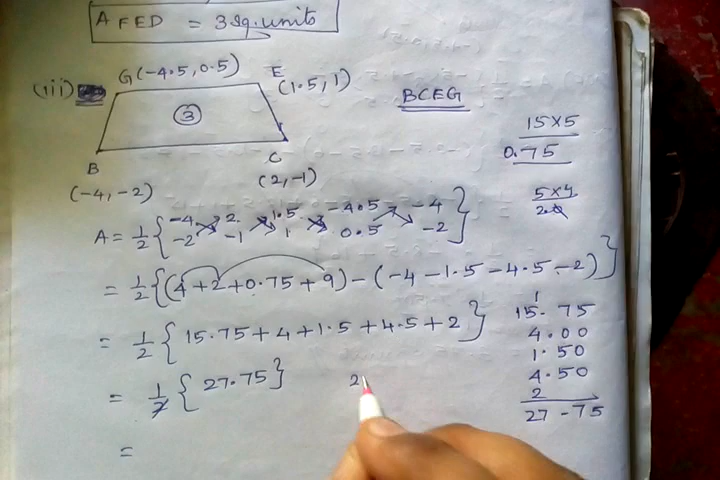 A FED = 3 Sq.units
(iii)
G(-4.5, 0.5)
E
(1.5, 1)
BCEG
3
B
(-4, -2)
C
(2, -1)
15×5
0.75
5×4
2.0
A = 1/2 { -4 2 1.5 -4.5 -4
-2 -1 1 0.5 -2 }
= 1/2 {(4+2+0.75+9)-(-4-1.5-4.5-2)}
= 1/2 { 15.75+4+1.5+4.5+2 }
= 1/2 { 27.75 }
2
=
1
15.75
4.00
1.50
4.50
2
27-75